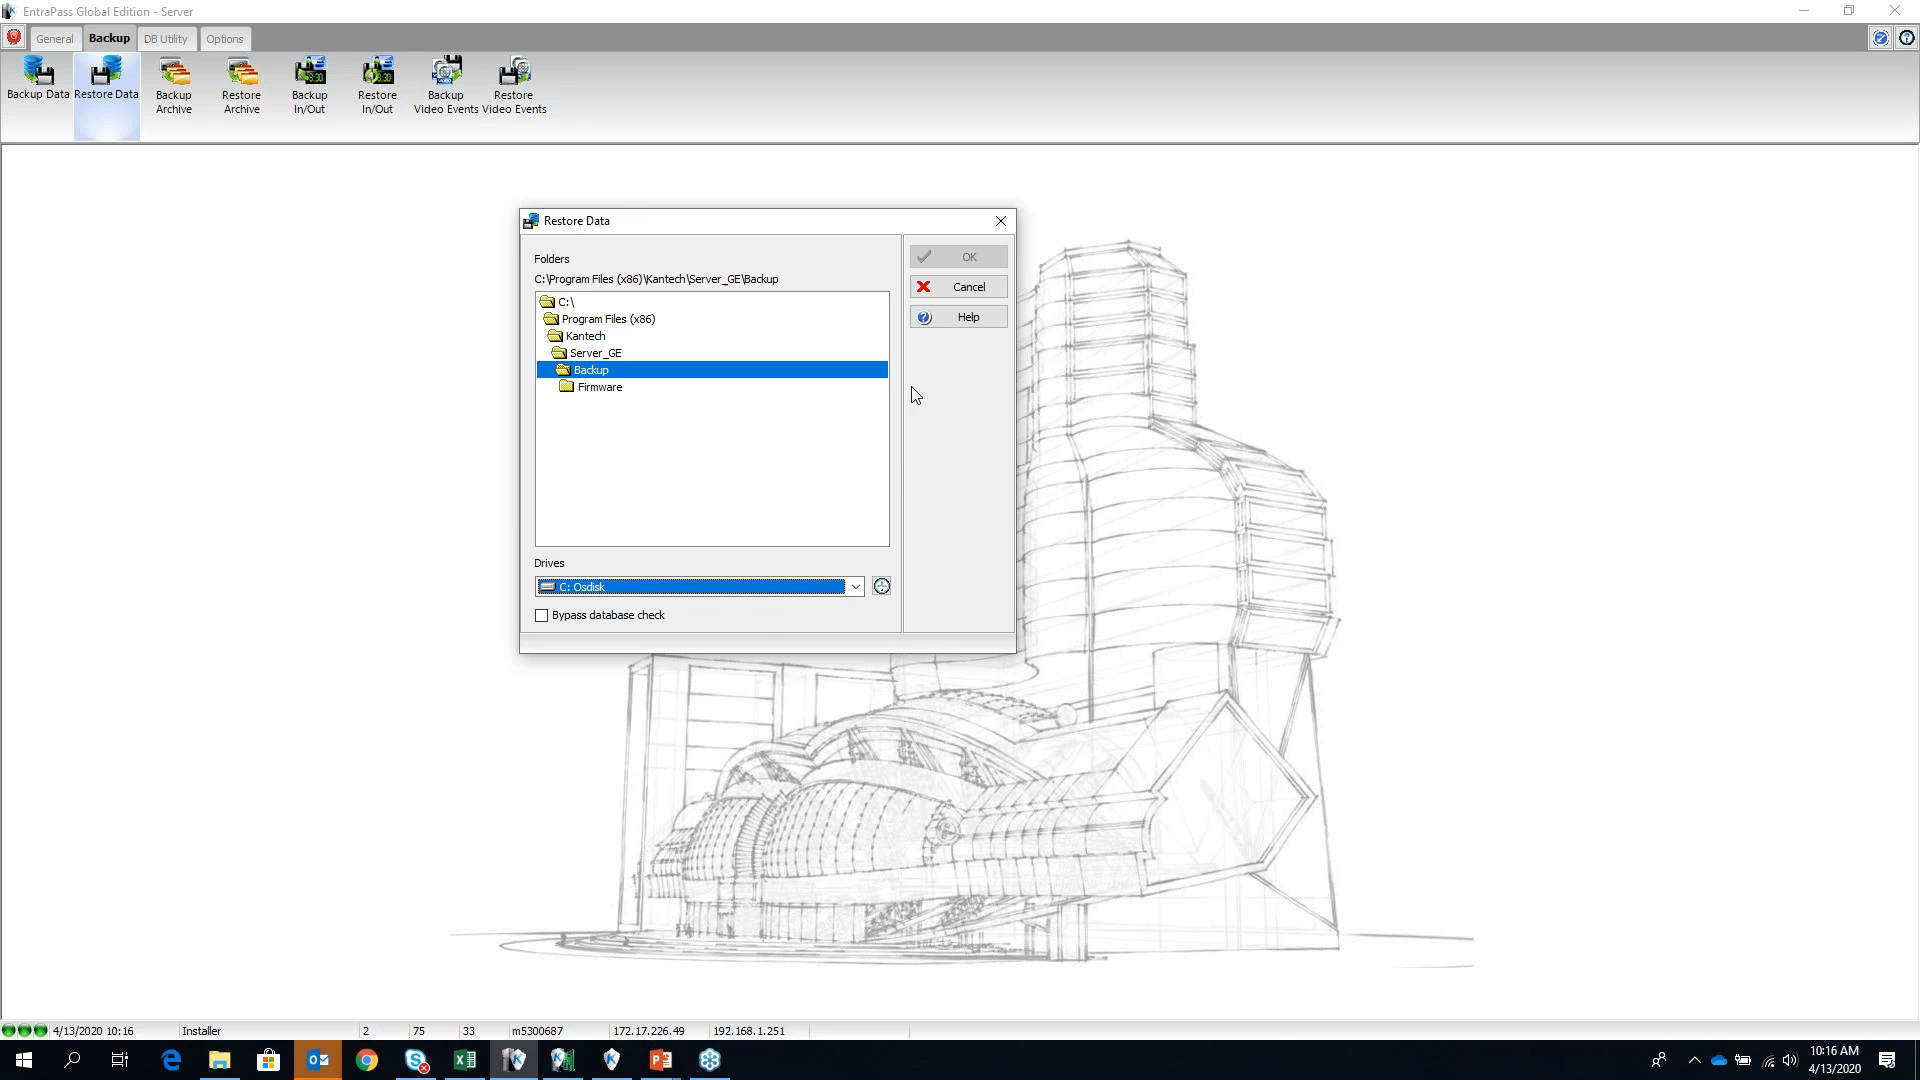 EntraPass Global Edition - Server
General
Backup
DB Utility
Options
Backup Data
Restore Data
Backup
Archive
Restore
Archive
Backup
In/Out
Restore
In/Out
Backup
Video Events
Restore
Video Events
Restore Data
Folders
C:\Program Files (x86)\Kantech\Server_GE\Backup
C:\
Program Files (x86)
Kantech
Server_GE
Backup
Firmware
OK
Cancel
Help
Drives
C: Osdisk
Bypass database check
4/13/2020 10:16
Installer
2
75
33
m5300687
172.17.226.49
192.168.1.251
10:16 AM
4/13/2020